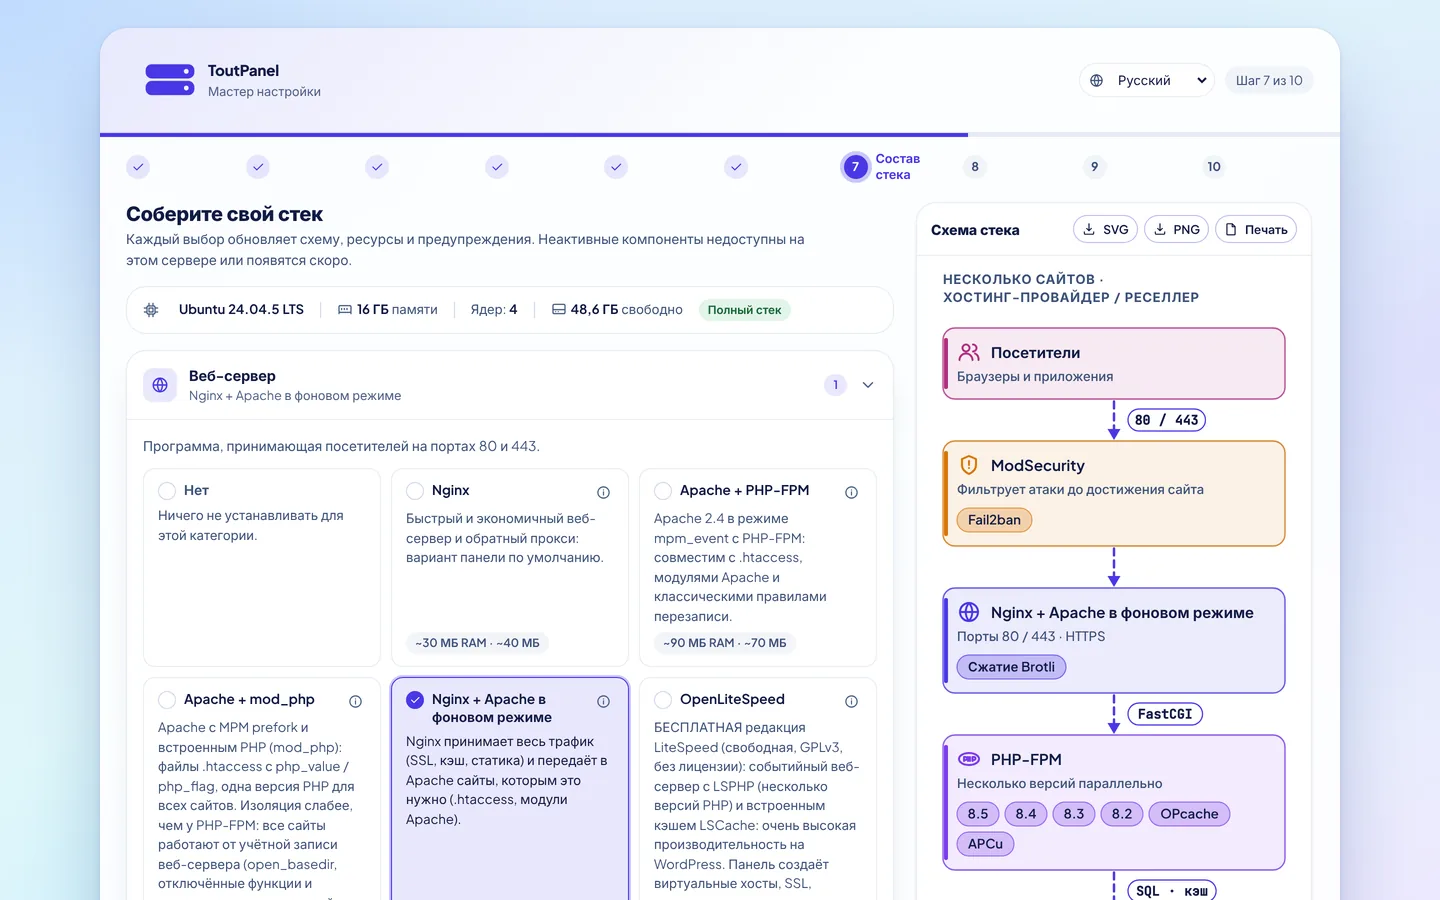 ToutPanel
Мастер настройки
Русский
Шаг 7 из 10
7
Состав
стека
8
9
10
Соберите свой стек
Каждый выбор обновляет схему, ресурсы и предупреждения. Неактивные компоненты недоступны на
этом сервере или появятся скоро.
Ubuntu 24.04.5 LTS
16 ГБ памяти
Ядер: 4
48,6 ГБ свободно
Полный стек
Веб-сервер
Nginx + Apache в фоновом режиме
1
Программа, принимающая посетителей на портах 80 и 443.
Нет
Ничего не устанавливать для
этой категории.
Nginx
Быстрый и экономичный веб-
сервер и обратный прокси:
вариант панели по умолчанию.
~30 МБ RAM · ~40 МБ
Apache + PHP-FPM
Apache 2.4 в режиме
mpm_event с PHP-FPM:
совместим с .htaccess,
модулями Apache и
классическими правилами
перезаписи.
~90 МБ RAM · ~70 МБ
Apache + mod_php
Apache с MPM prefork и
встроенным PHP (mod_php):
файлы .htaccess с php_value /
php_flag, одна версия PHP для
всех сайтов. Изоляция слабее,
чем у PHP-FPM: все сайты
работают от учётной записи
веб-сервера (open_basedir,
отключённые функции и
Nginx + Apache в
фоновом режиме
Nginx принимает весь трафик
(SSL, кэш, статика) и передаёт в
Apache сайты, которым это
нужно (.htaccess, модули
Apache).
OpenLiteSpeed
БЕСПЛАТНАЯ редакция
LiteSpeed (свободная, GPLv3,
без лицензии): событийный веб-
сервер с LSPHP (несколько
версий PHP) и встроенным
кэшем LSCache: очень высокая
производительность на
WordPress. Панель создаёт
виртуальные хосты, SSL,
Схема стека
SVG
PNG
Печать
НЕСКОЛЬКО САЙТОВ ·
ХОСТИНГ-ПРОВАЙДЕР / РЕСЕЛЛЕР
Посетители
Браузеры и приложения
80 / 443
ModSecurity
Фильтрует атаки до достижения сайта
Fail2ban
Nginx + Apache в фоновом режиме
Порты 80 / 443 · HTTPS
Сжатие Brotli
FastCGI
PHP
PHP-FPM
Несколько версий параллельно
8.5
8.4
8.3
8.2
OPcache
APCu
SQL · кэш